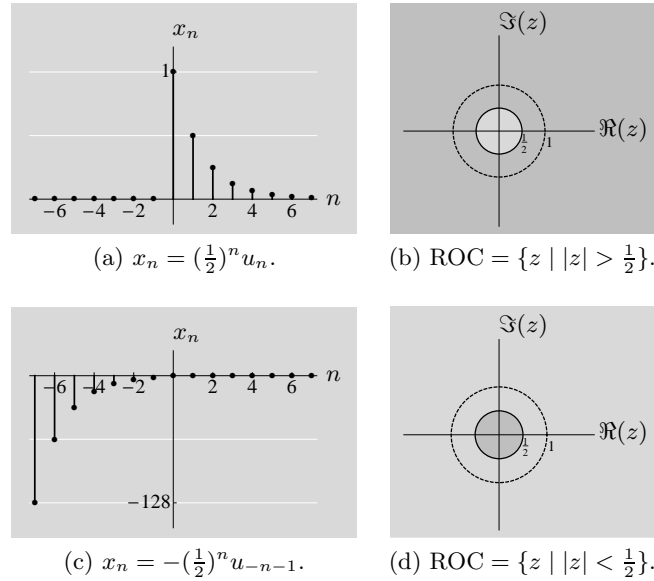 x_n
1
−6 −4 −2 2 4 6 n
(a) x_n = (1/2)^n u_n.
ℑ(z)
ℜ(z)
1/2 1
(b) ROC = {z | |z| > 1/2}.
x_n
−6 −4 −2 2 4 6 n
−128
(c) x_n = −(1/2)^n u_{−n−1}.
ℑ(z)
ℜ(z)
1/2 1
(d) ROC = {z | |z| < 1/2}.